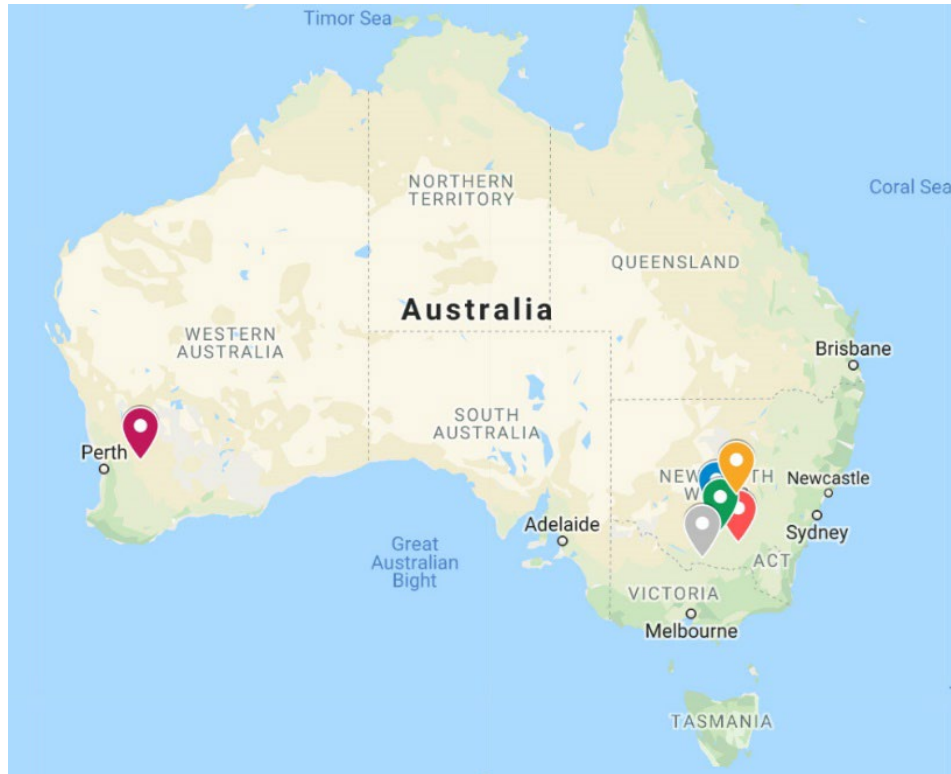 Timor Sea
NORTHERN
TERRITORY
Coral Sea
QUEENSLAND
Australia
WESTERN
AUSTRALIA
Brisbane
SOUTH
AUSTRALIA
Perth
Newcastle
Adelaide
Sydney
Great
Australian
Bight
ACT
VICTORIA
Melbourne
TASMANIA